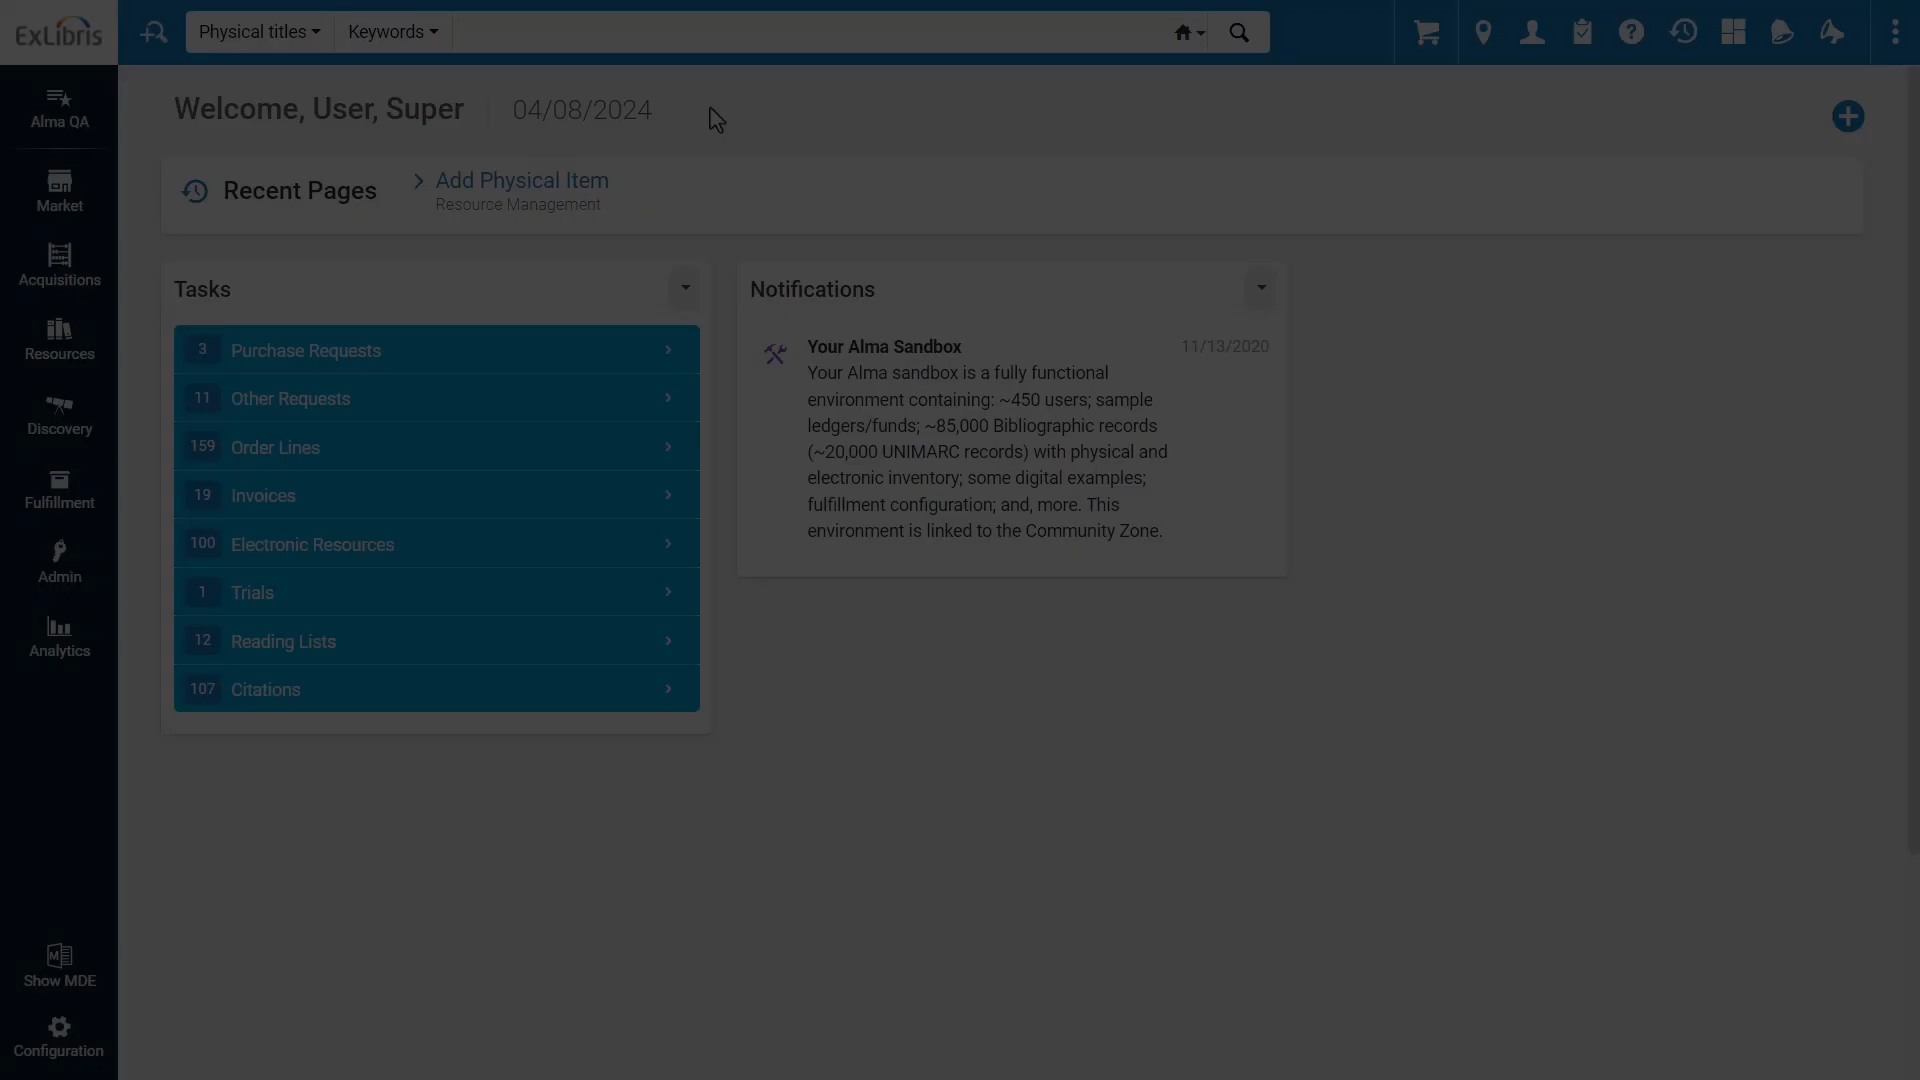 ExLibris
Physical titles
Keywords
Welcome, User, Super
04/08/2024
Alma QA
Market
Acquisitions
Resources
Discovery
Fulfillment
Admin
Analytics
Show MDE
Configuration
Recent Pages
Add Physical Item
Resource Management
Tasks
3 Purchase Requests
11 Other Requests
159 Order Lines
19 Invoices
100 Electronic Resources
1 Trials
12 Reading Lists
107 Citations
Notifications
Your Alma Sandbox 11/13/2020
Your Alma sandbox is a fully functional
environment containing: ~450 users; sample
ledgers/funds; ~85,000 Bibliographic records
(~20,000 UNIMARC records) with physical and
electronic inventory; some digital examples;
fulfillment configuration; and, more. This
environment is linked to the Community Zone.